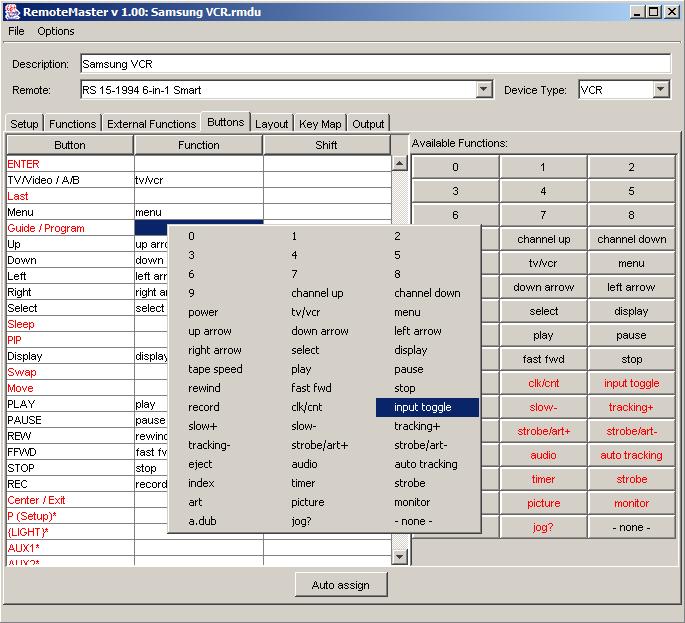 RemoteMaster v 1.00: Samsung VCR.rmdu
File Options
Description: Samsung VCR
Remote: RS 15-1994 6-in-1 Smart Device Type: VCR
Setup Functions External Functions Buttons Layout Key Map Output
Button Function Shift Available Functions:
ENTER 0 1 2
TV/Video / A/B tv/vcr
Last 3 4 5
Menu menu
6 7 8
Guide / Program
Up up arro
Down down
Left left arr
Right right a
Select select
Sleep
PIP
Display display
Swap
Move
PLAY play
PAUSE pause
REW rewind
FFWD fast fv
STOP stop
REC record
Center / Exit
P (Setup)*
{LIGHT}*
AUX1*
AUX2*
0 1 2
3 4 5
6 7 8
9 channel up channel down
power tv/vcr menu
up arrow down arrow left arrow
right arrow select display
tape speed play pause
rewind fast fwd stop
record clk/cnt input toggle
slow+ slow- tracking+
tracking- strobe/art+ strobe/art-
eject audio auto tracking
index timer strobe
art picture monitor
a.dub jog? - none -
channel up channel down
tv/vcr menu
down arrow left arrow
select display
play pause
fast fwd stop
clk/cnt input toggle
slow- tracking+
strobe/art+ strobe/art-
audio auto tracking
timer strobe
picture monitor
jog? - none -
Auto assign